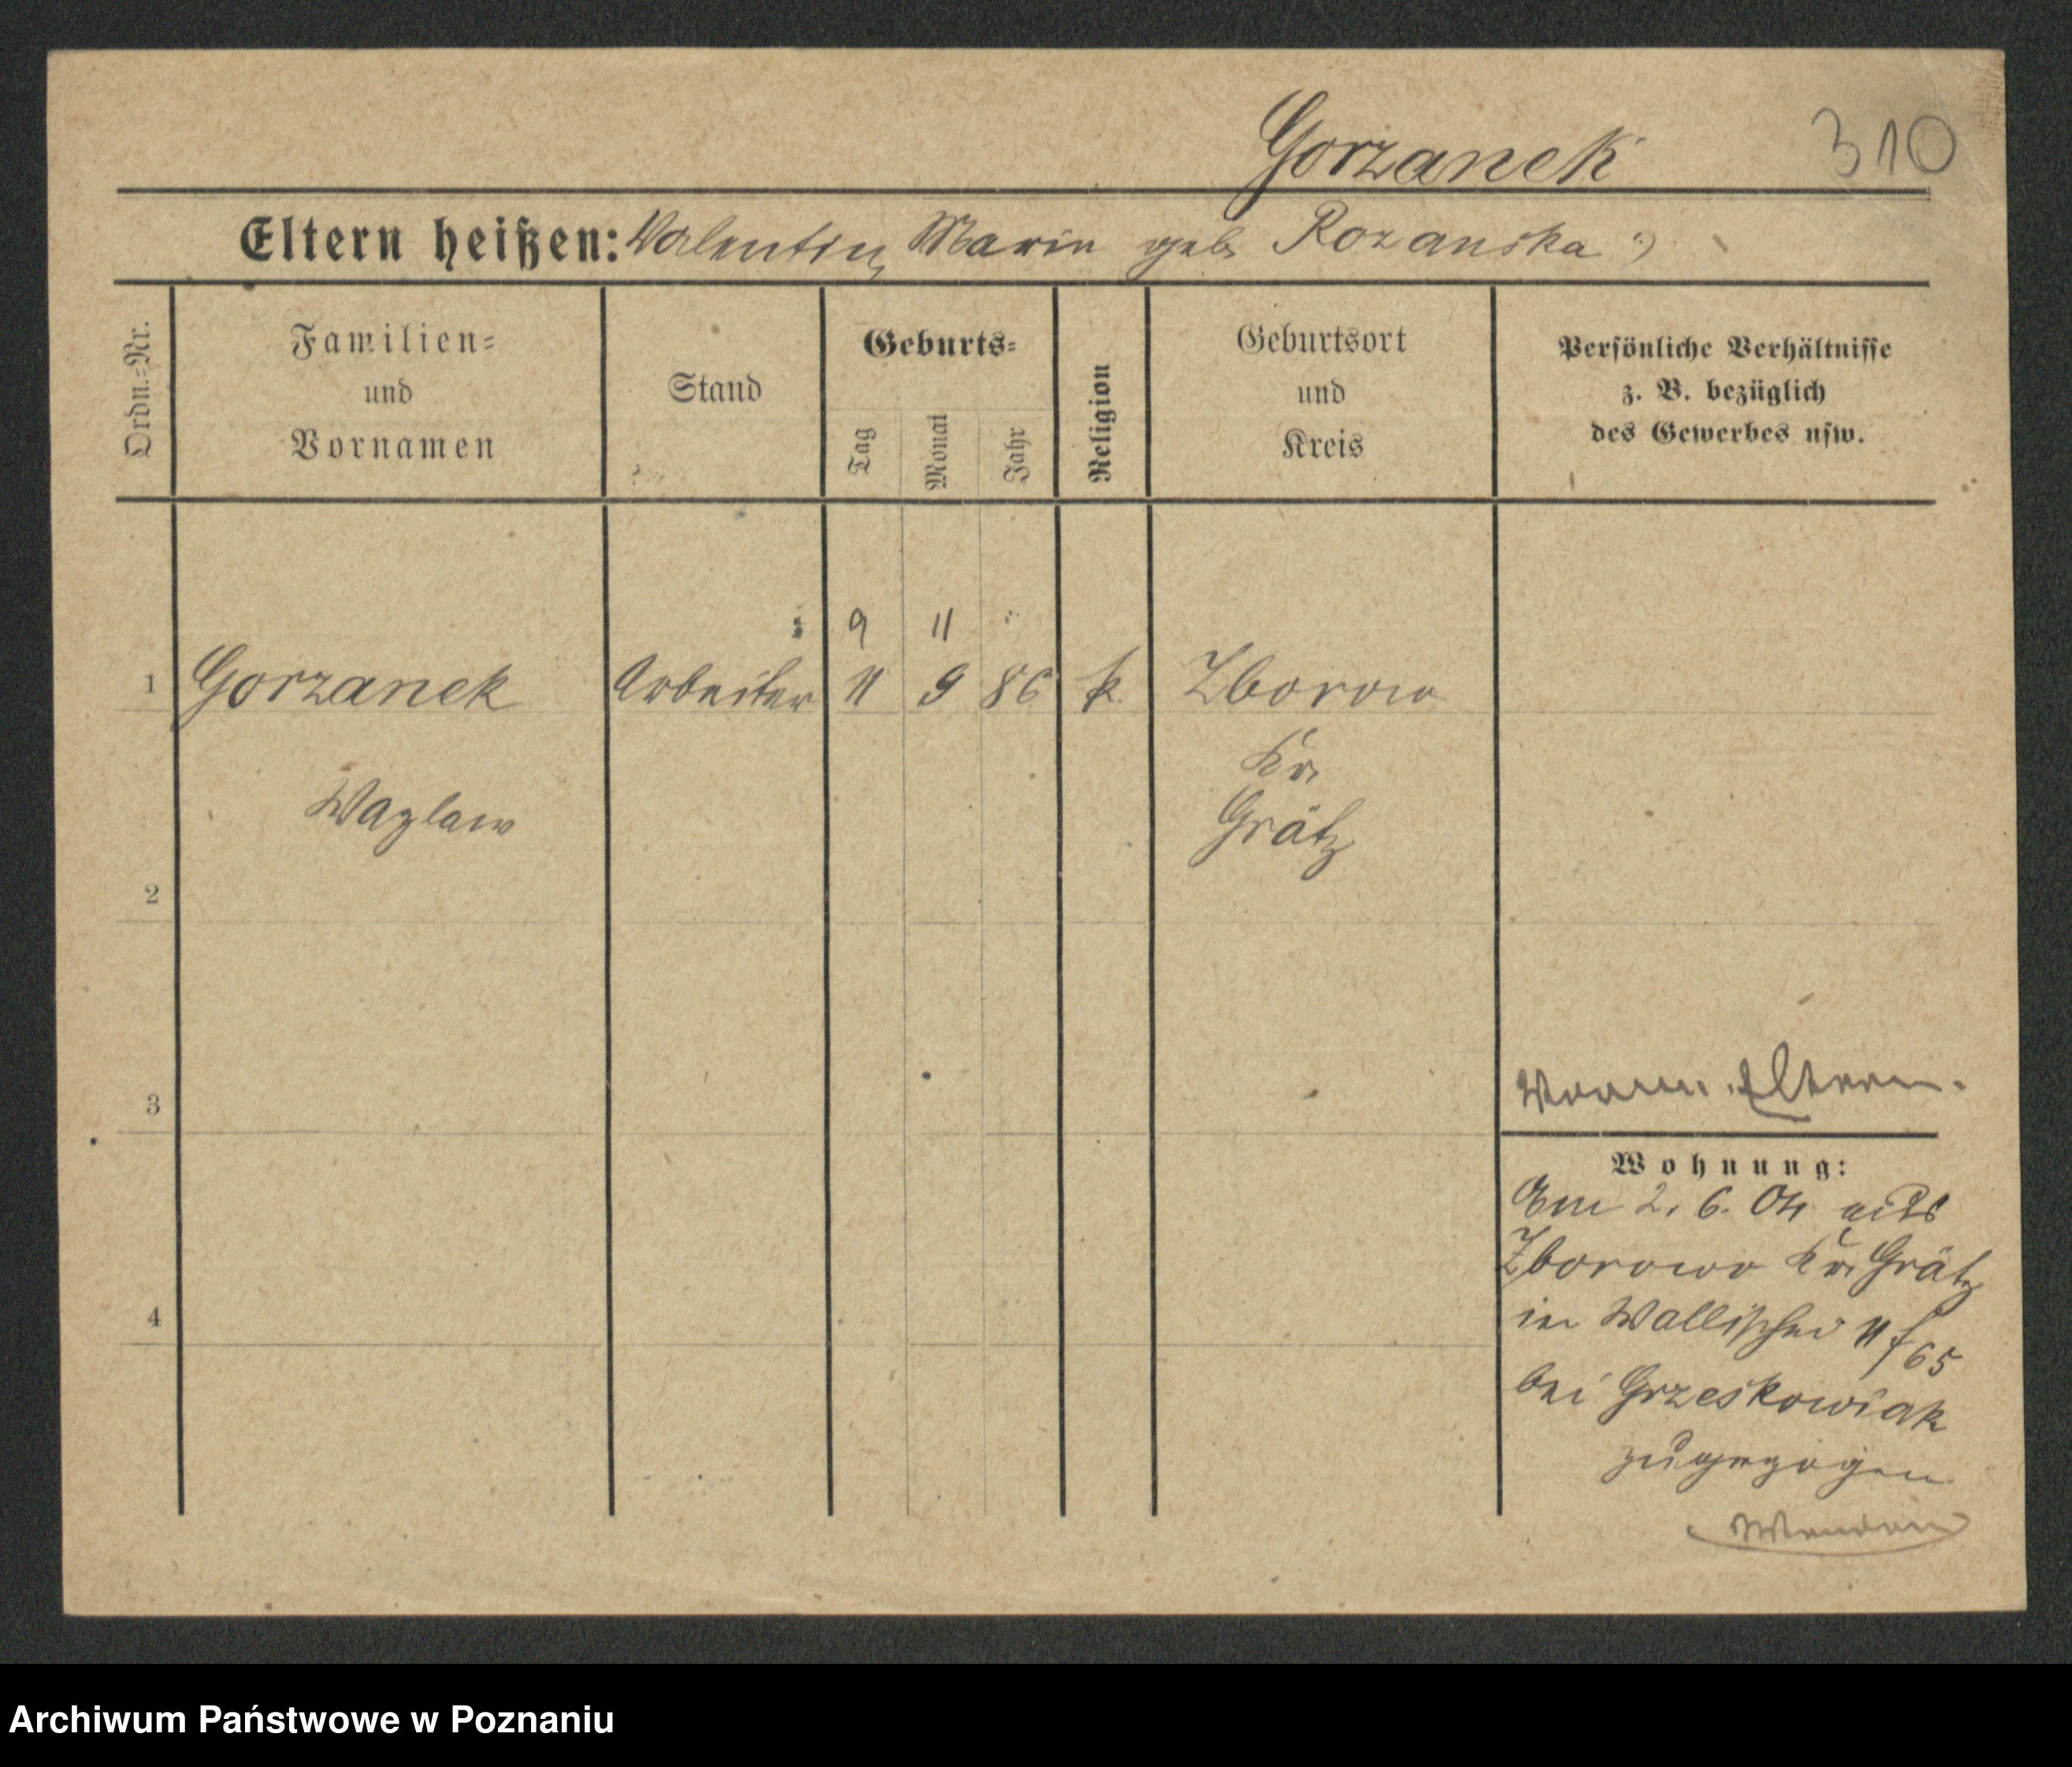 Gorzanek 310
Eltern heißen: Valentin, Marie geb Rozanska
Ordn.=Nr.
Familien=
und
Vornamen
Stand
Geburts=
Tag
Monat
Jahr
Religion
Geburtsort
und
Kreis
Persönliche Verhältnisse
z. B. bezüglich
des Gewerbes usw.
9 11
1 Gorzanek Arbeiter 11 9 86 k. Zborowo
Kr.
Grätz
Wazlaw
2
3
Eltern.
Wohnung:
Am 2. 6. 04 aus
Zborowo Kr. Grätz
in Wallischei
65
bei Grzeskowiak
zugezogen
Wenden
4
Archiwum Państwowe w Poznaniu